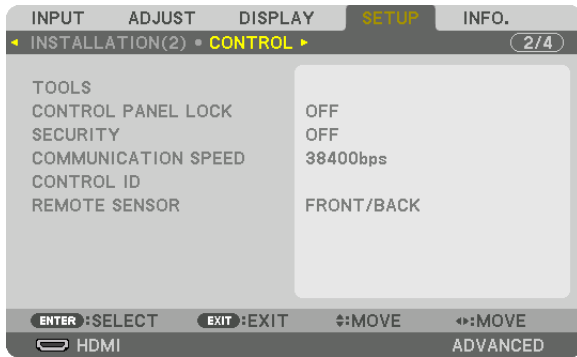 INPUT ADJUST DISPLAY SETUP INFO.
INSTALLATION(2) • CONTROL 2/4
TOOLS
CONTROL PANEL LOCK OFF
SECURITY OFF
COMMUNICATION SPEED 38400bps
CONTROL ID
REMOTE SENSOR FRONT/BACK
ENTER :SELECT EXIT :EXIT :MOVE :MOVE
HDMI ADVANCED